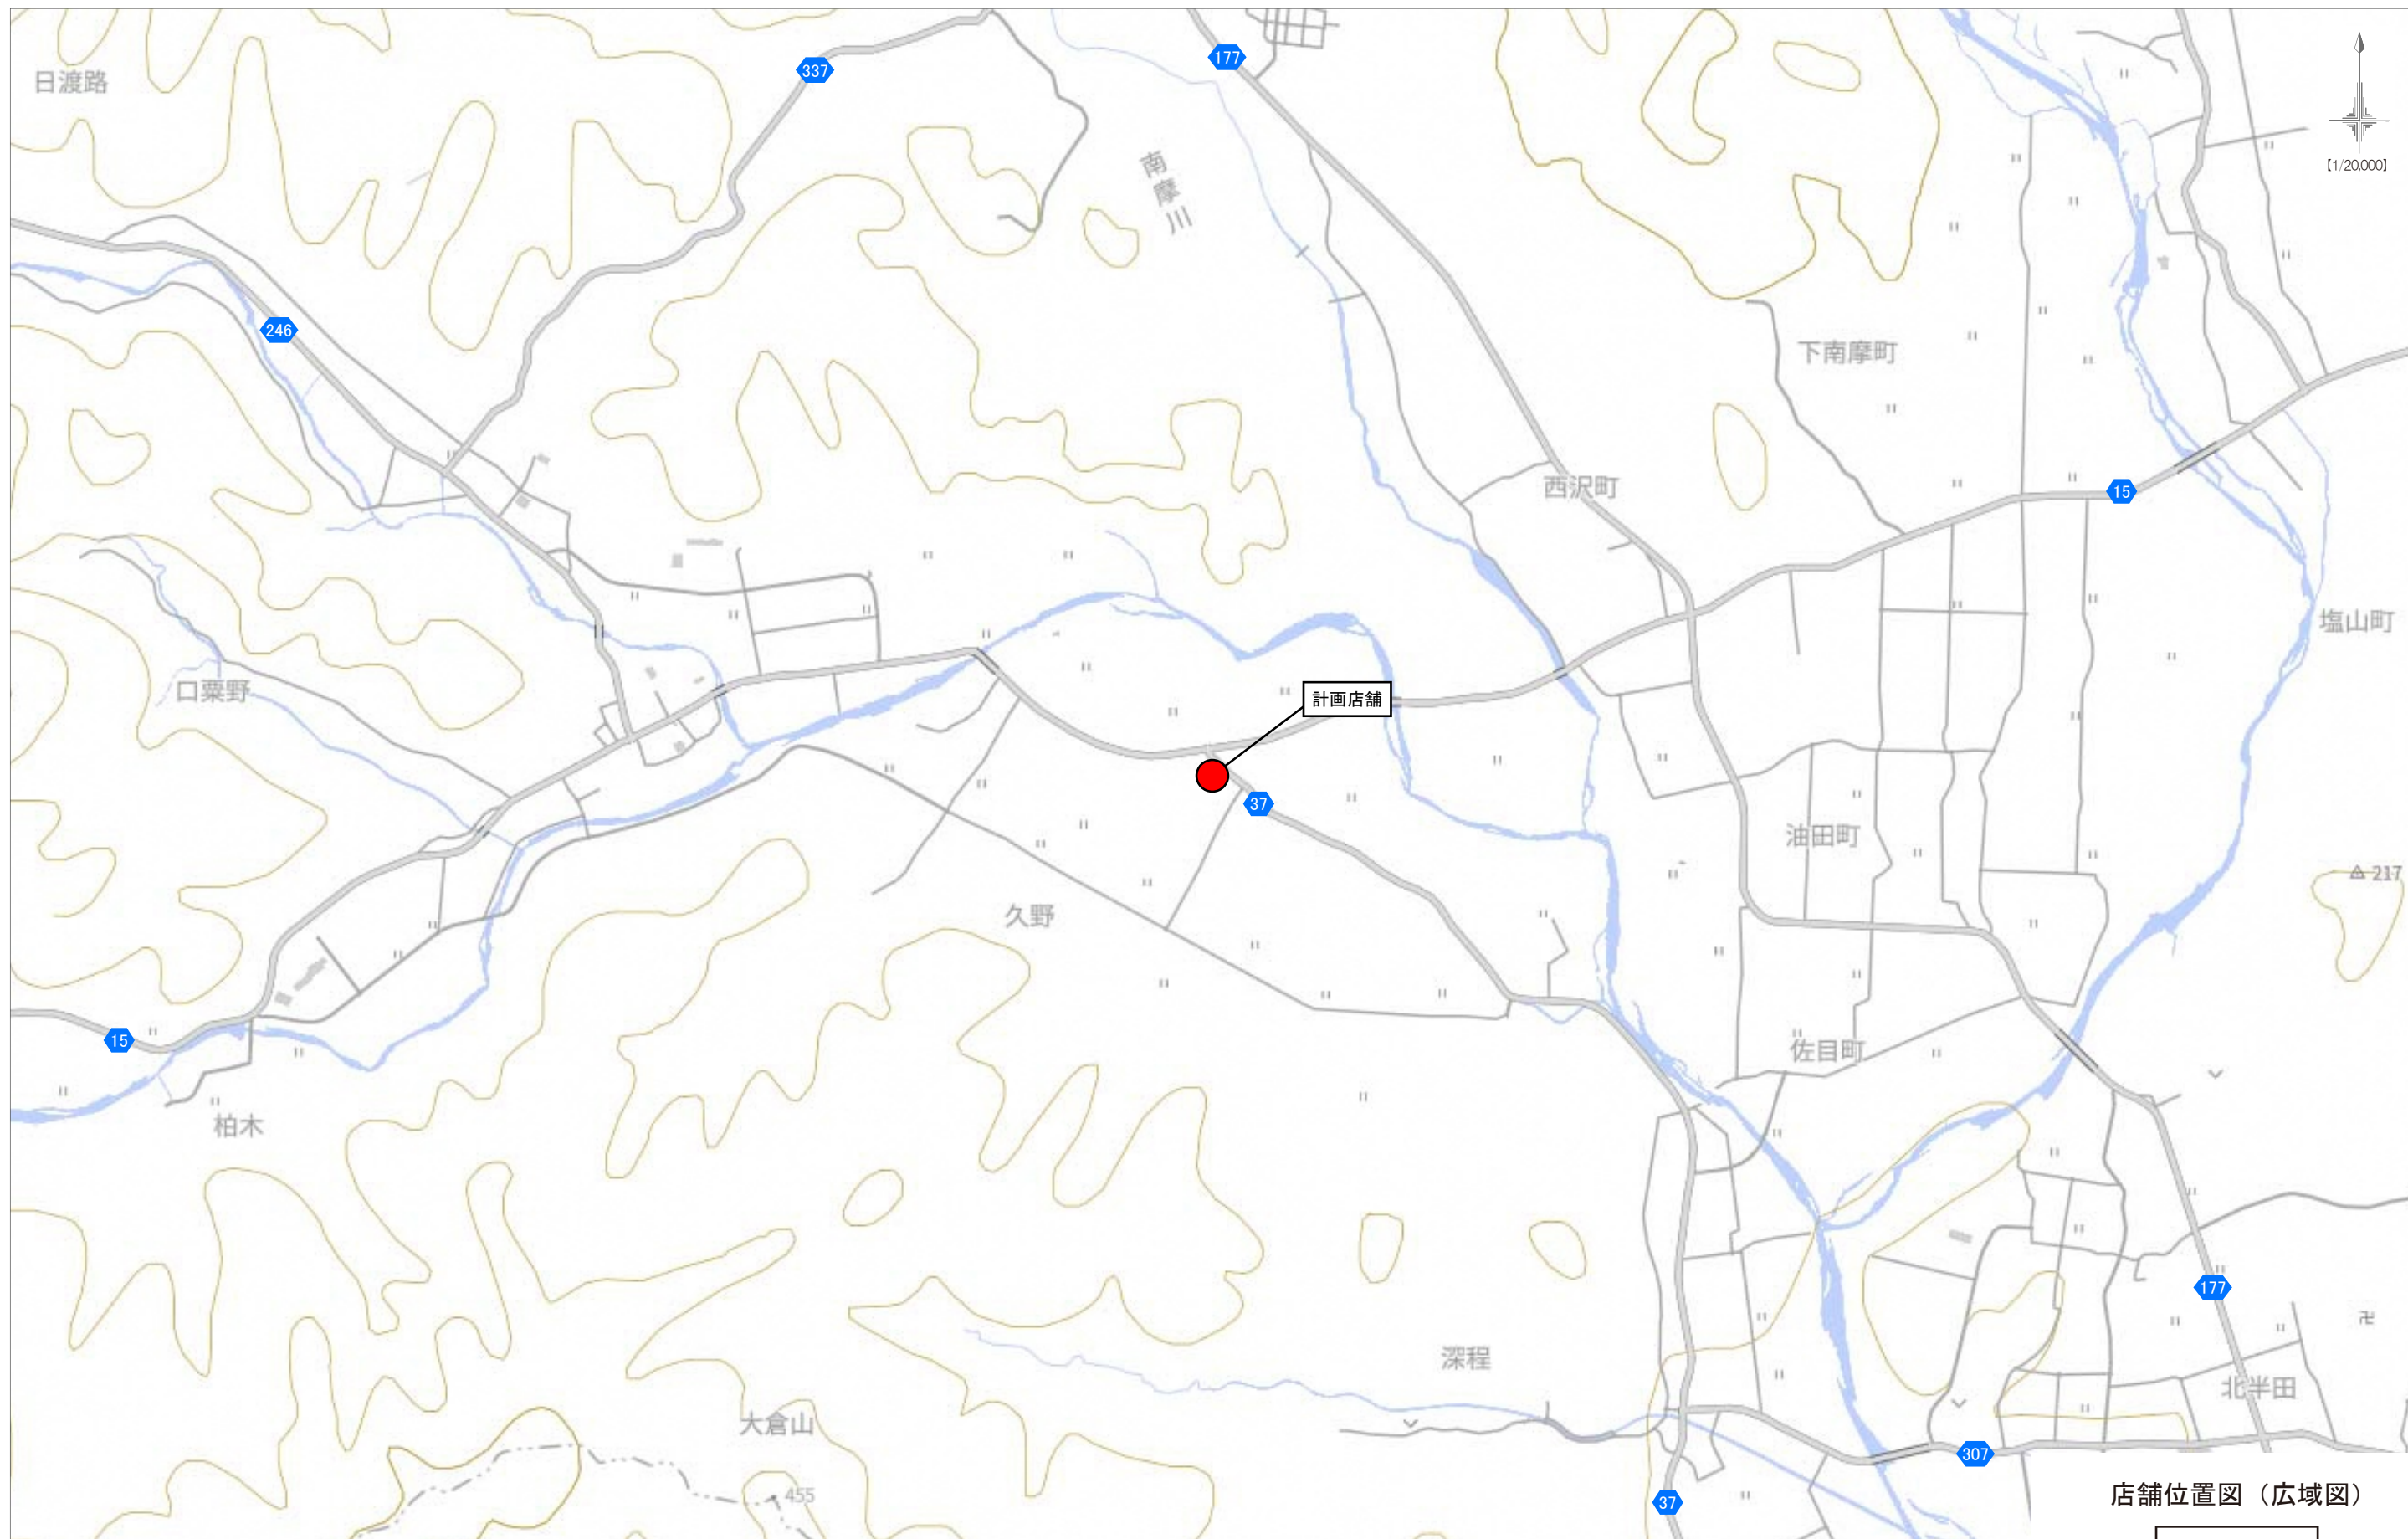 日渡路
337
177
南摩川
【1/20,000】
246
下南摩町
西沢町
15
塩山町
口粟野
計画店舗
37
油田町
217
久野
15
佐目町
柏木
177
深程
北半田
大倉山
307
455
37
店舗位置図（広域図）